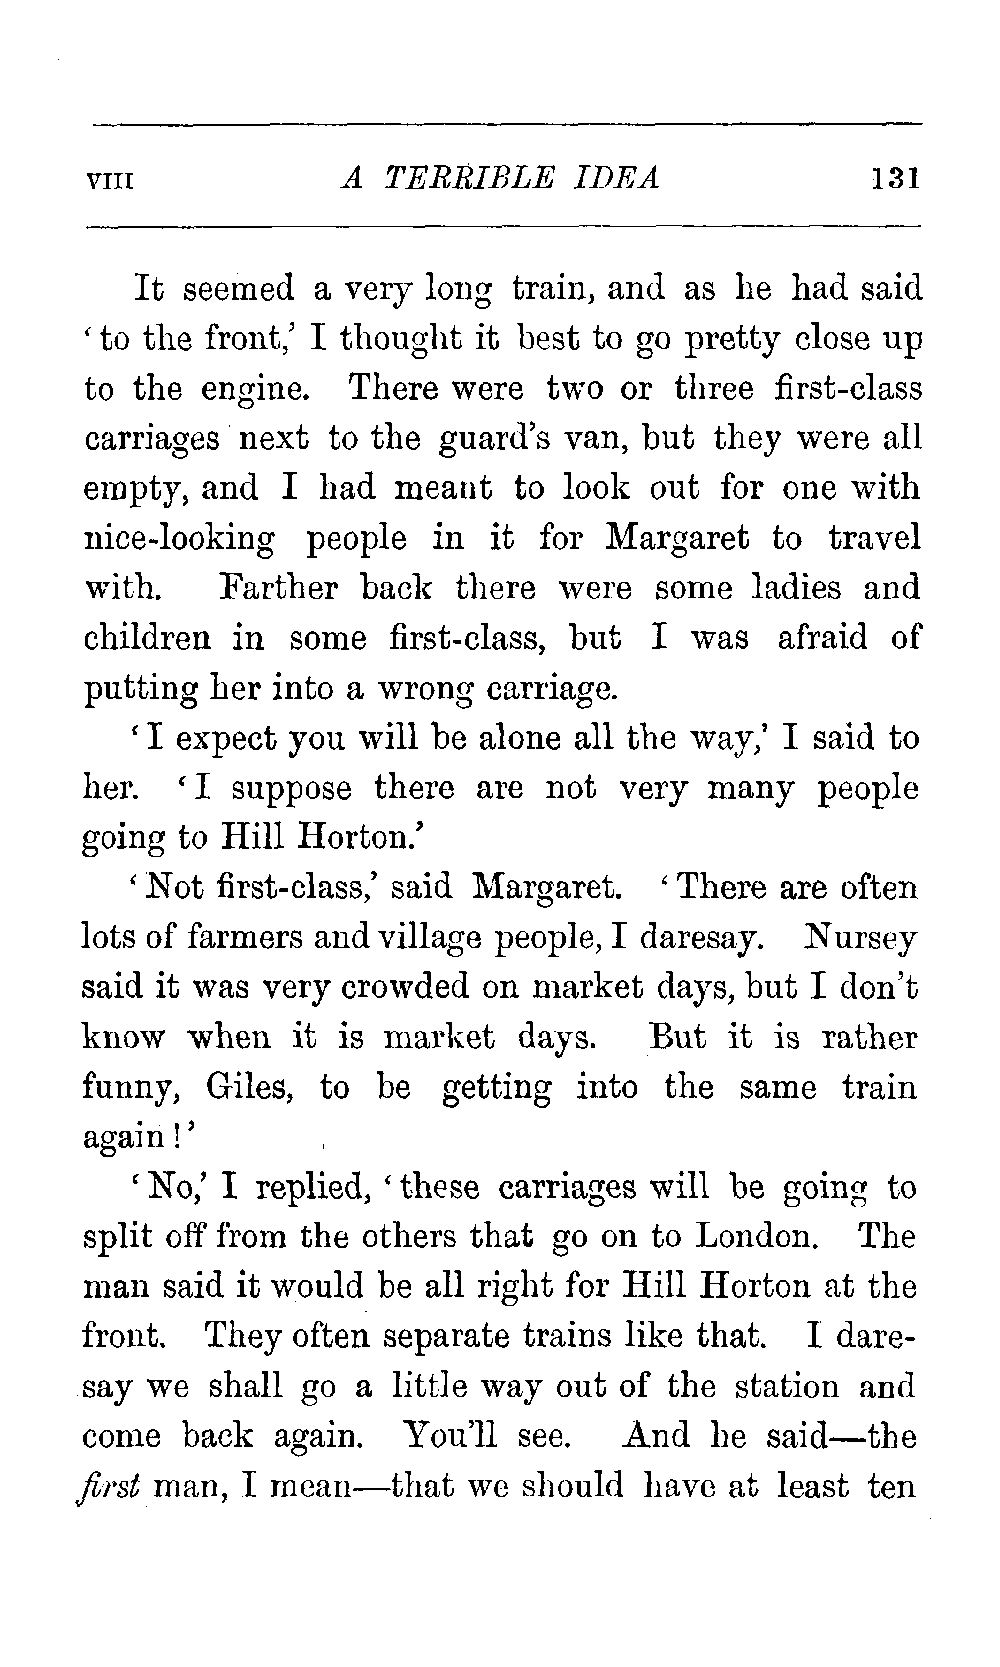 VIII A TERRIBLE IDEA 131
It seemed a very long train, and as he had said
‘to the front,’ I thought it best to go pretty close up
to the engine. There were two or three first-class
carriages next to the guard’s van, but they were all
empty, and I had meant to look out for one with
nice-looking people in it for Margaret to travel
with. Farther back there were some ladies and
children in some first-class, but I was afraid of
putting her into a wrong carriage.
‘I expect you will be alone all the way,’ I said to
her. ‘I suppose there are not very many people
going to Hill Horton.’
‘Not first-class,’ said Margaret. ‘There are often
lots of farmers and village people, I daresay. Nursey
said it was very crowded on market days, but I don’t
know when it is market days. But it is rather
funny, Giles, to be getting into the same train
again!’
‘No,’ I replied, ‘these carriages will be going to
split off from the others that go on to London. The
man said it would be all right for Hill Horton at the
front. They often separate trains like that. I dare-
say we shall go a little way out of the station and
come back again. You’ll see. And he said—the
first man, I mean—that we should have at least ten